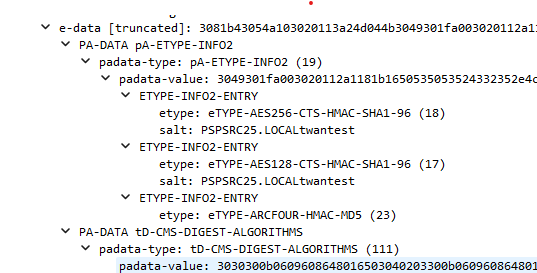 e-data [truncated]: 3081b43054a103020113a24d044b3049301fa003020112a11
PA-DATA pA-ETYPE-INFO2
padata-type: pA-ETYPE-INFO2 (19)
padata-value: 3049301fa003020112a1181b1650535053524332352e4c
ETYPE-INFO2-ENTRY
etype: eTYPE-AES256-CTS-HMAC-SHA1-96 (18)
salt: PSPSRC25.LOCALtwantest
ETYPE-INFO2-ENTRY
etype: eTYPE-AES128-CTS-HMAC-SHA1-96 (17)
salt: PSPSRC25.LOCALtwantest
ETYPE-INFO2-ENTRY
etype: eTYPE-ARCFOUR-HMAC-MD5 (23)
PA-DATA tD-CMS-DIGEST-ALGORITHMS
padata-type: tD-CMS-DIGEST-ALGORITHMS (111)
padata-value: 3030300b0609608648016503040203300b060960864801